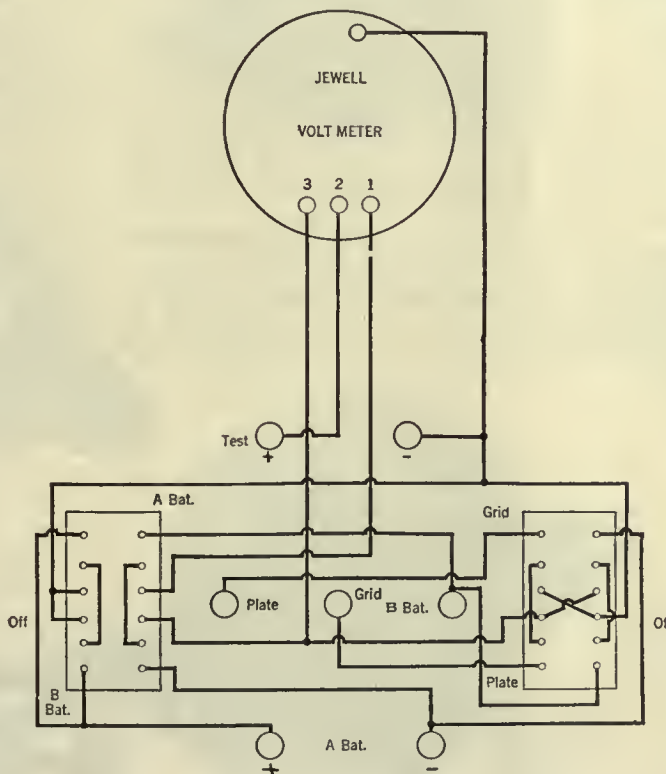 JEWELL
VOLT METER
3 2 1
Test
+
-
A Bat.
Grid
Off
Plate
Grid
B Bat.
Of
Plate
B
Bat.
A Bat.
+
-